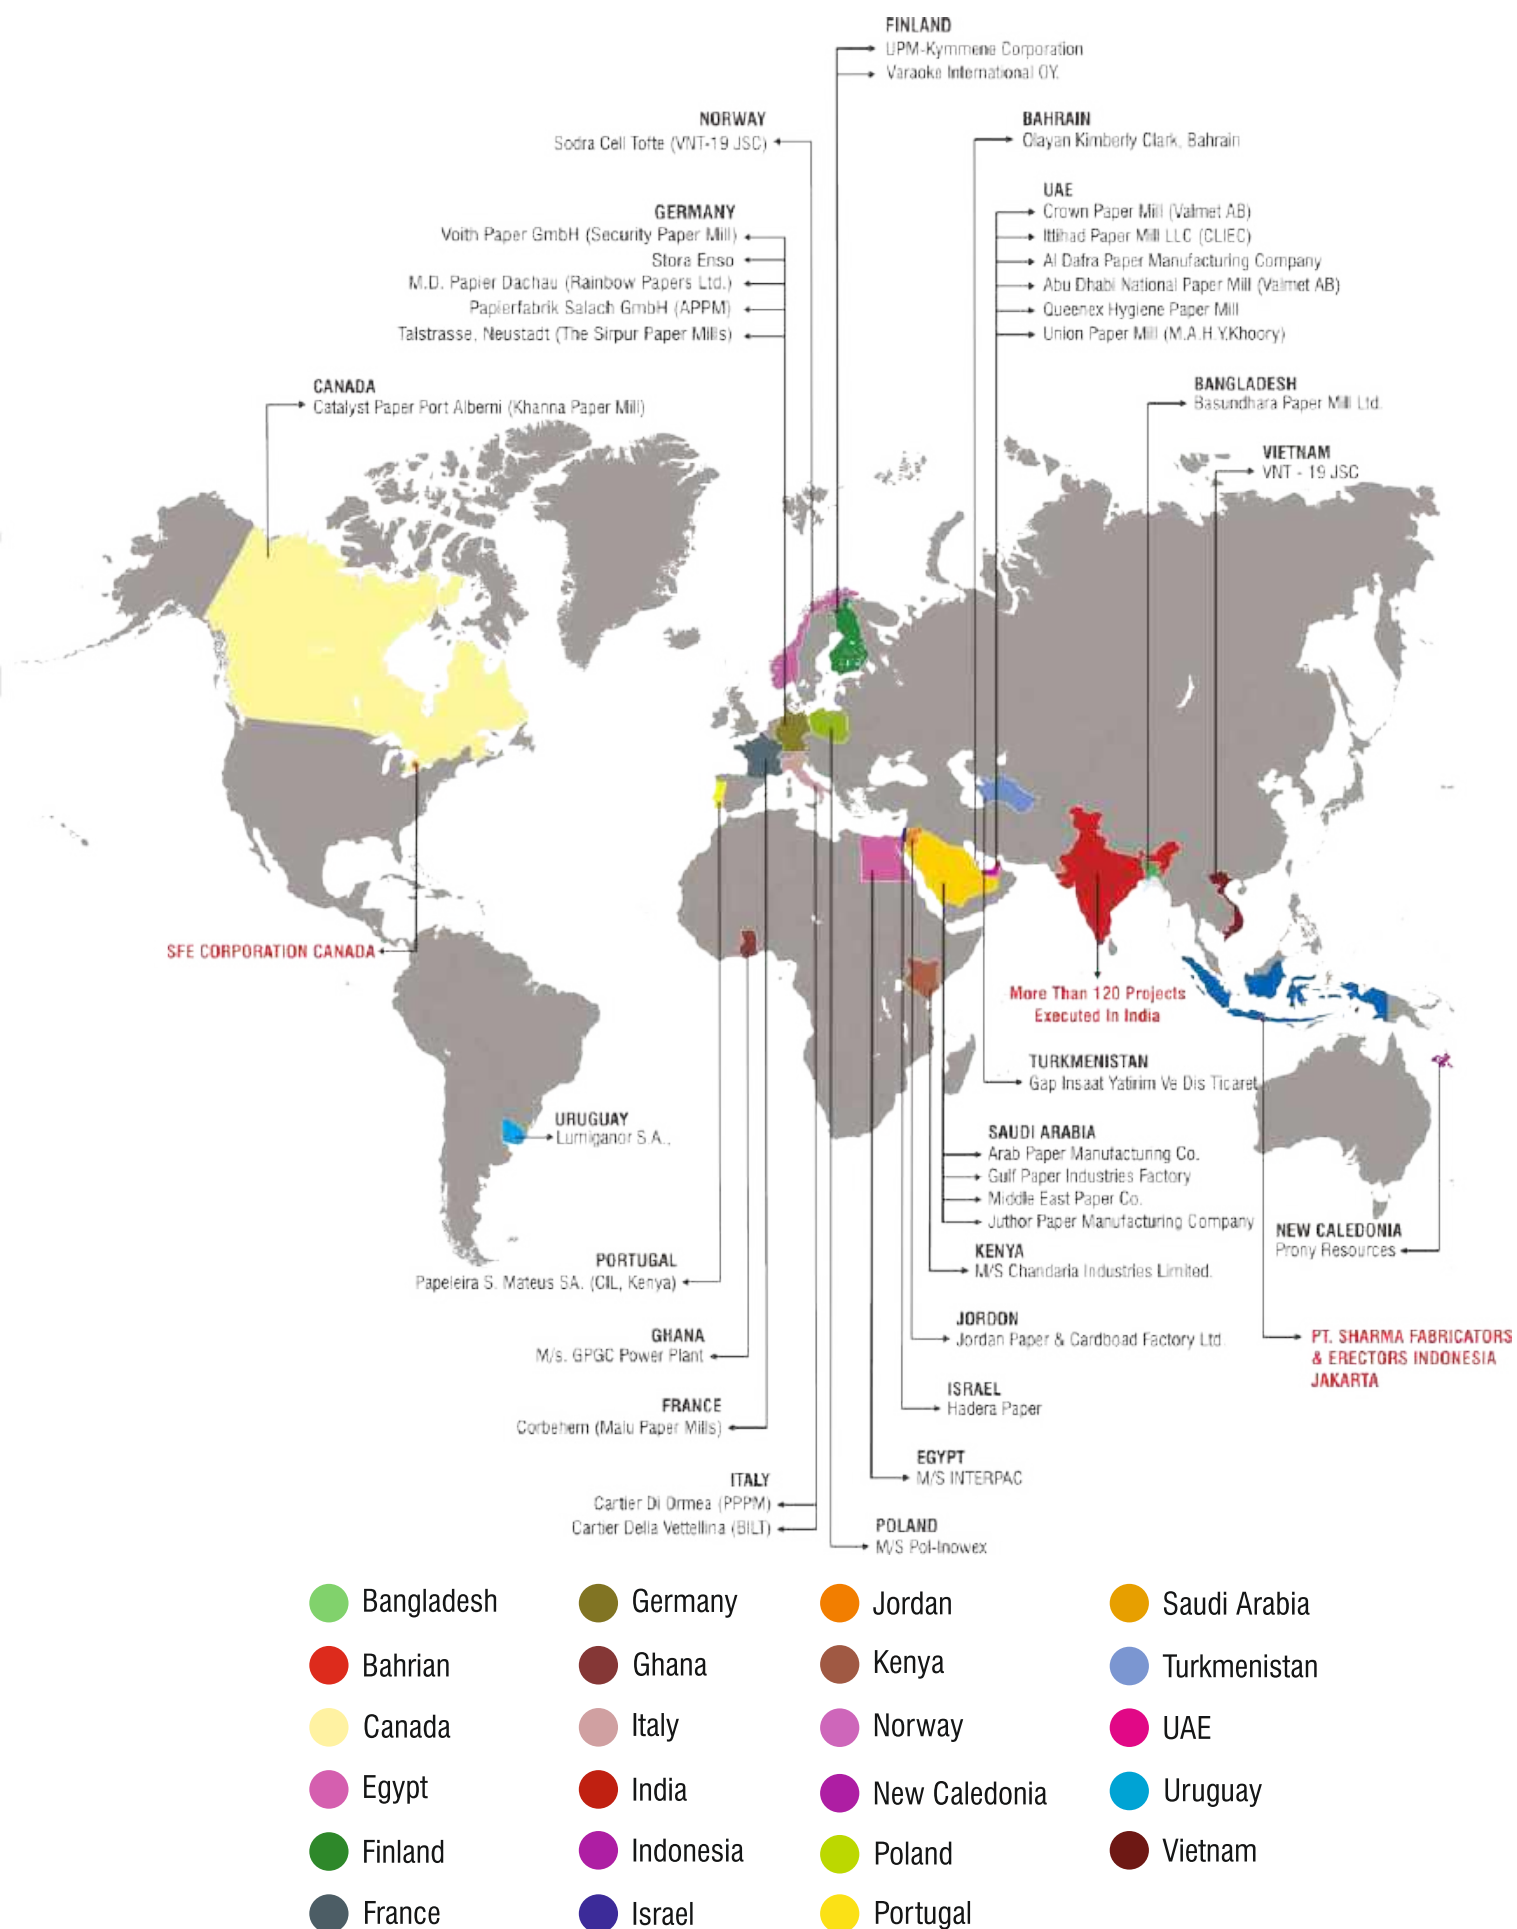 FINLAND
UPM-Kymmene Corporation
Varaoke International OY.
NORWAY
Sodra Cell Tofte (VNT-19 JSC)
BAHRAIN
Olayan Kimberly Clark, Bahrain
UAE
Crown Paper Mill (Valmet AB)
Ittihad Paper Mill LLC (CLIEC)
Al Dafra Paper Manufacturing Company
Abu Dhabi National Paper Mill (Valmet AB)
Queenex Hygiene Paper Mill
Union Paper Mill (M.A.H.Y.Khoory)
GERMANY
Voith Paper GmbH (Security Paper Mill)
Stora Enso
M.D. Papier Dachau (Rainbow Papers Ltd.)
Papierfabrik Salach GmbH (APPM)
Talstrasse, Neustadt (The Sirpur Paper Mills)
CANADA
Catalyst Paper Port Alberni (Khanna Paper Mill)
BANGLADESH
Basundhara Paper Mill Ltd.
VIETNAM
VNT - 19 JSC
SFE CORPORATION CANADA
More Than 120 Projects
Executed In India
TURKMENISTAN
Gap Insaat Yatirim Ve Dis Ticaret
URUGUAY
Lumiganor S.A.,
SAUDI ARABIA
Arab Paper Manufacturing Co.
Gulf Paper Industries Factory
Middle East Paper Co.
Juthor Paper Manufacturing Company
NEW CALEDONIA
Prony Resources
PORTUGAL
Papeleira S. Mateus SA. (CIL, Kenya)
KENYA
M/S Chandaria Industries Limited.
GHANA
M/s. GPGC Power Plant
JORDON
Jordan Paper & Cardboad Factory Ltd.
PT. SHARMA FABRICATORS
& ERECTORS INDONESIA
JAKARTA
FRANCE
Corbehem (Malu Paper Mills)
ISRAEL
Hadera Paper
EGYPT
M/S INTERPAC
ITALY
Cartier Di Ormea (PPPM)
Cartier Della Vettellina (BILT)
POLAND
M/S Pol-Inowex
Bangladesh
Bahrian
Canada
Egypt
Finland
France
Germany
Ghana
Italy
India
Indonesia
Israel
Jordan
Kenya
Norway
New Caledonia
Poland
Portugal
Saudi Arabia
Turkmenistan
UAE
Uruguay
Vietnam